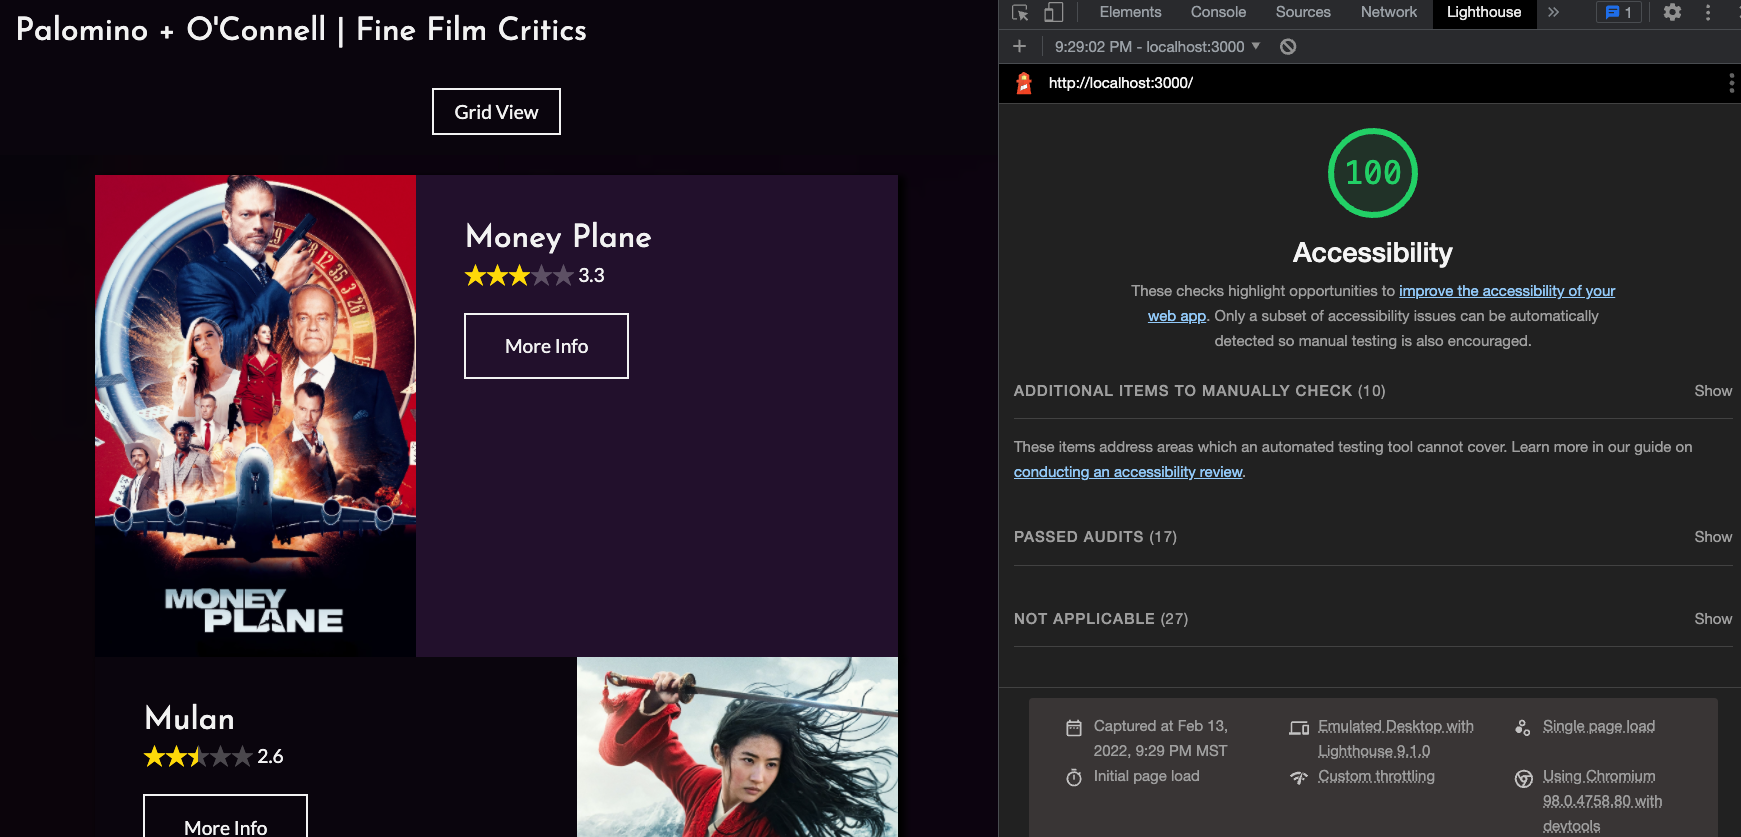 Palomino + O'Connell | Fine Film Critics
Grid View
Money Plane
3.3
More Info
MONEY
PLANE
Mulan
2.6
More Info
Elements Console Sources Network Lighthouse 1
9:29:02 PM - localhost:3000
http://localhost:3000/
100
Accessibility
These checks highlight opportunities to improve the accessibility of your
web app. Only a subset of accessibility issues can be automatically
detected so manual testing is also encouraged.
ADDITIONAL ITEMS TO MANUALLY CHECK (10) Show
These items address areas which an automated testing tool cannot cover. Learn more in our guide on
conducting an accessibility review.
PASSED AUDITS (17) Show
NOT APPLICABLE (27) Show
Captured at Feb 13,
2022, 9:29 PM MST
Emulated Desktop with
Lighthouse 9.1.0
Single page load
Initial page load
Custom throttling
Using Chromium
98.0.4758.80 with
devtools